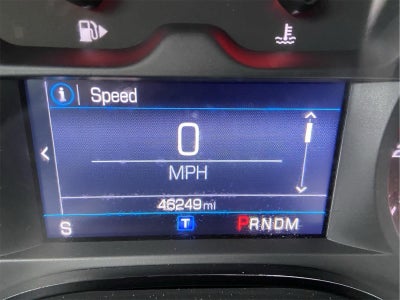 i Speed
0
MPH
46249 mi
S T PRNDM